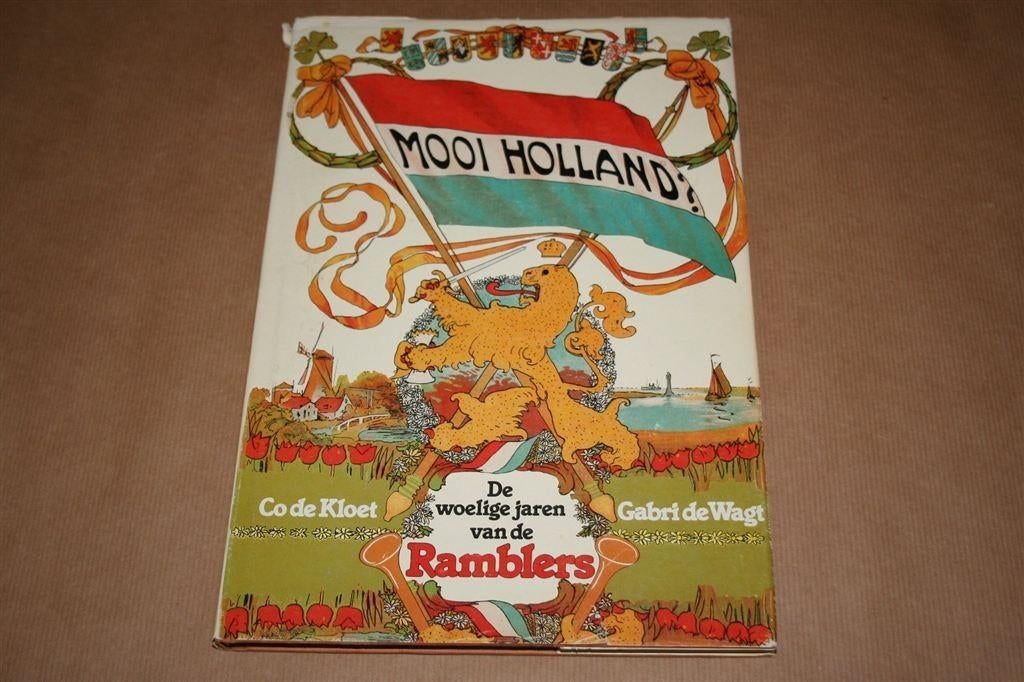 MOOI HOLLAND?
Co de Kloet
Gabri de Wagt
De
woelige jaren
van de
Ramblers